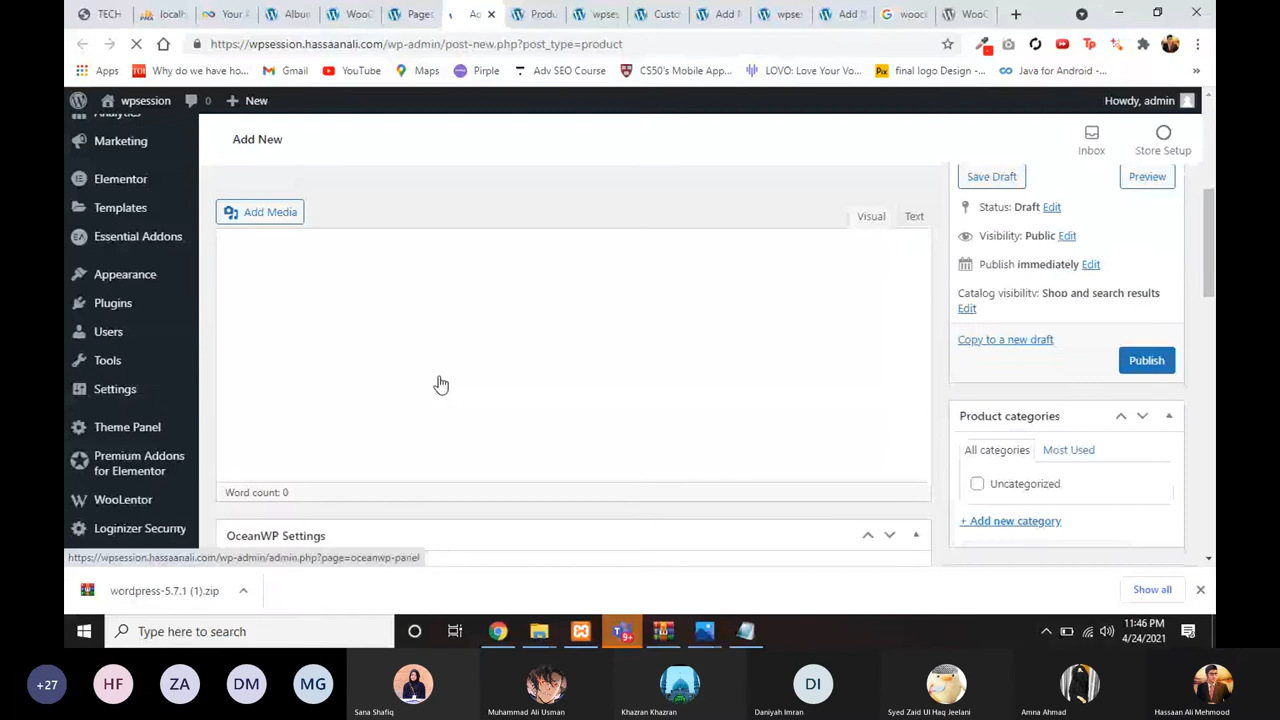 TECH
localh
Your A
Album
WooC
Pages
Ac
Produ
wpses
Custo
Add N
wpses
Add
wooc
WooC
https://wpsession.hassaanali.com/wp-admin/post-new.php?post_type=product
Apps
Why do we have ho...
Gmail
YouTube
Maps
Pirple
Adv SEO Course
CS50's Mobile App...
LOVO: Love Your Vo...
final logo Design -...
Java for Android -...
wpsession
0
New
Howdy, admin
Analytics
Marketing
Elementor
Templates
Essential Addons
Appearance
Plugins
Users
Tools
Settings
Theme Panel
Premium Addons
for Elementor
WooLentor
Loginizer Security
Add New
Inbox
Store Setup
Add Media
Visual
Text
Word count: 0
OceanWP Settings
Save Draft
Preview
Status: Draft Edit
Visibility: Public Edit
Publish immediately Edit
Catalog visibility: Shop and search results
Edit
Copy to a new draft
Publish
Product categories
All categories
Most Used
Uncategorized
+ Add new category
https://wpsession.hassaanali.com/wp-admin/admin.php?page=oceanwp-panel
wordpress-5.7.1 (1).zip
Show all
Type here to search
9+
11:46 PM
4/24/2021
+27
HF
ZA
DM
MG
DI
Sana Shafiq
Muhammad Ali Usman
Khazran Khazran
Daniyah Imran
Syed Zaid Ul Haq Jeelani
Amna Ahmad
Hassaan Ali Mehmood